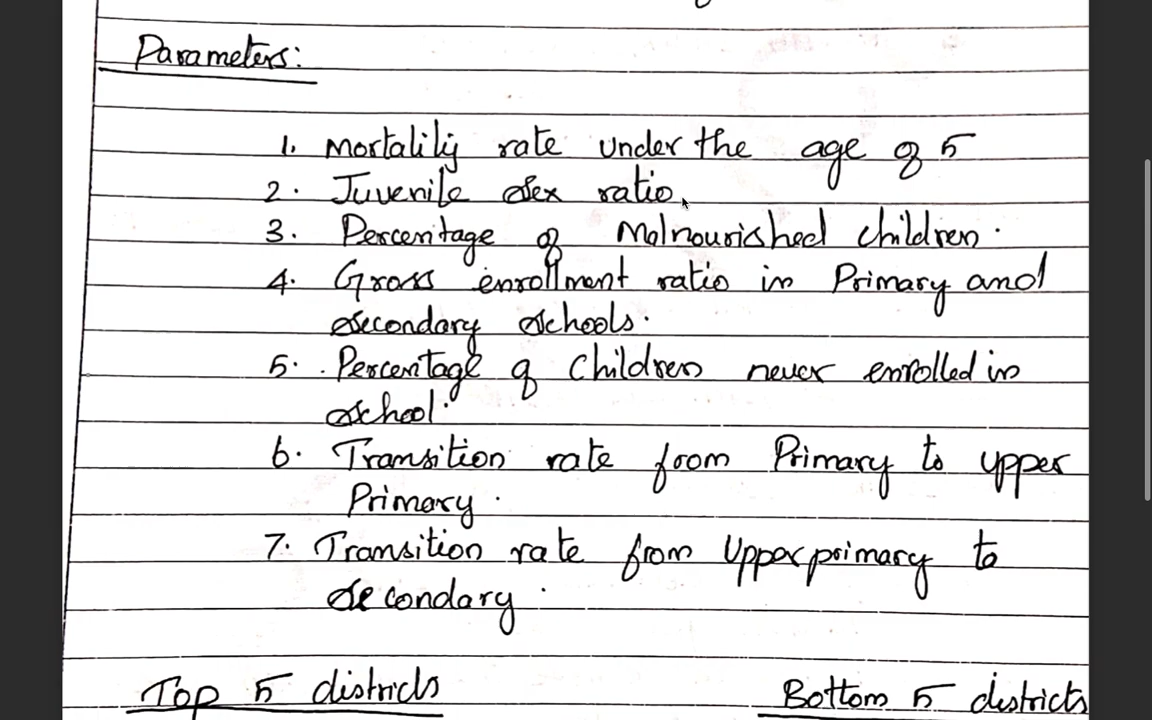 Parameters:
1. Mortality rate under the age of 5
2. Juvenile Sex ratio.
3. Percentage of Malnourished children.
4. Gross enrollment ratio in Primary and
Secondary Schools.
5. Percentage of Children never enrolled in
School.
6. Transition rate from Primary to upper
Primary.
7. Transition rate from Upper primary to
Secondary.
Top 5 districts Bottom 5 districts